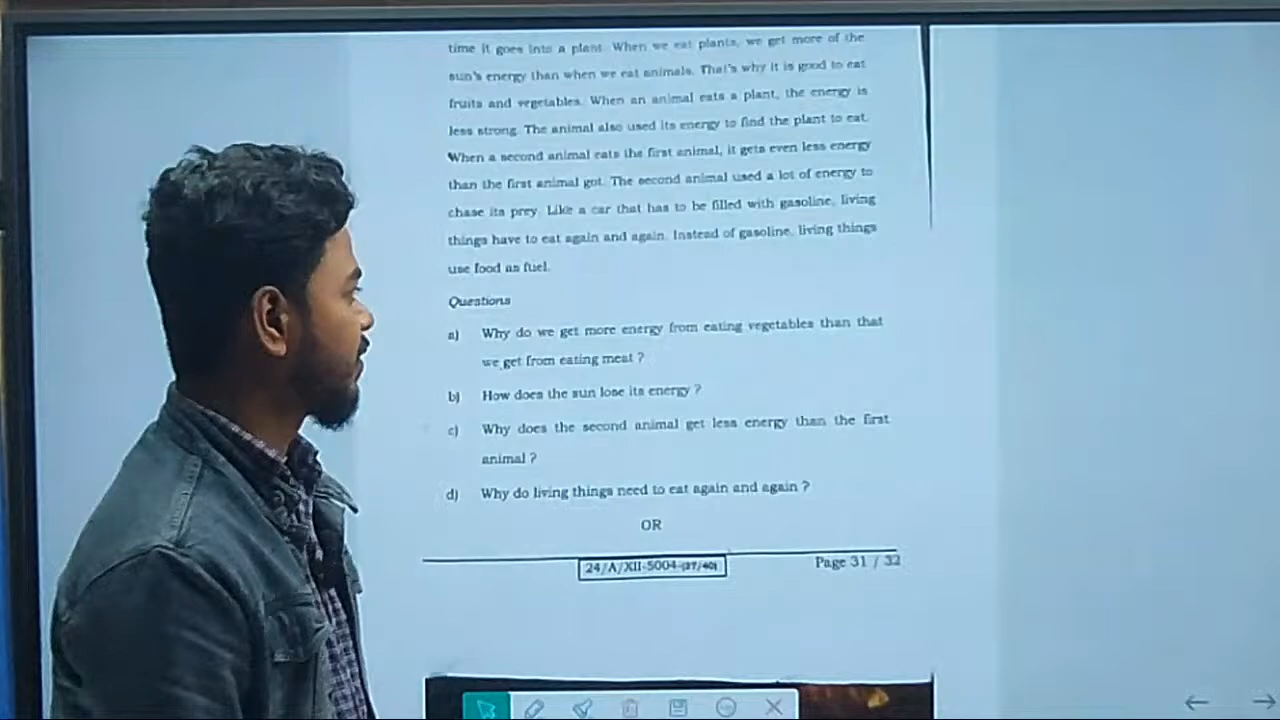 time it goes into a plant. When we eat plants, we get more of the
sun's energy than when we eat animals. That's why it is good to eat
fruits and vegetables. When an animal eats a plant, the energy is
less strong. The animal also used its energy to find the plant to eat.
When a second animal eats the first animal, it gets even less energy
than the first animal got. The second animal used a lot of energy to
chase its prey. Like a car that has to be filled with gasoline, living
things have to eat again and again. Instead of gasoline, living things
use food as fuel.
Questions
a) Why do we get more energy from eating vegetables than that
we get from eating meat ?
b) How does the sun lose its energy ?
c) Why does the second animal get less energy than the first
animal ?
d) Why do living things need to eat again and again ?
OR
24/A/XII-5004-(27/40)
Page 31 / 32